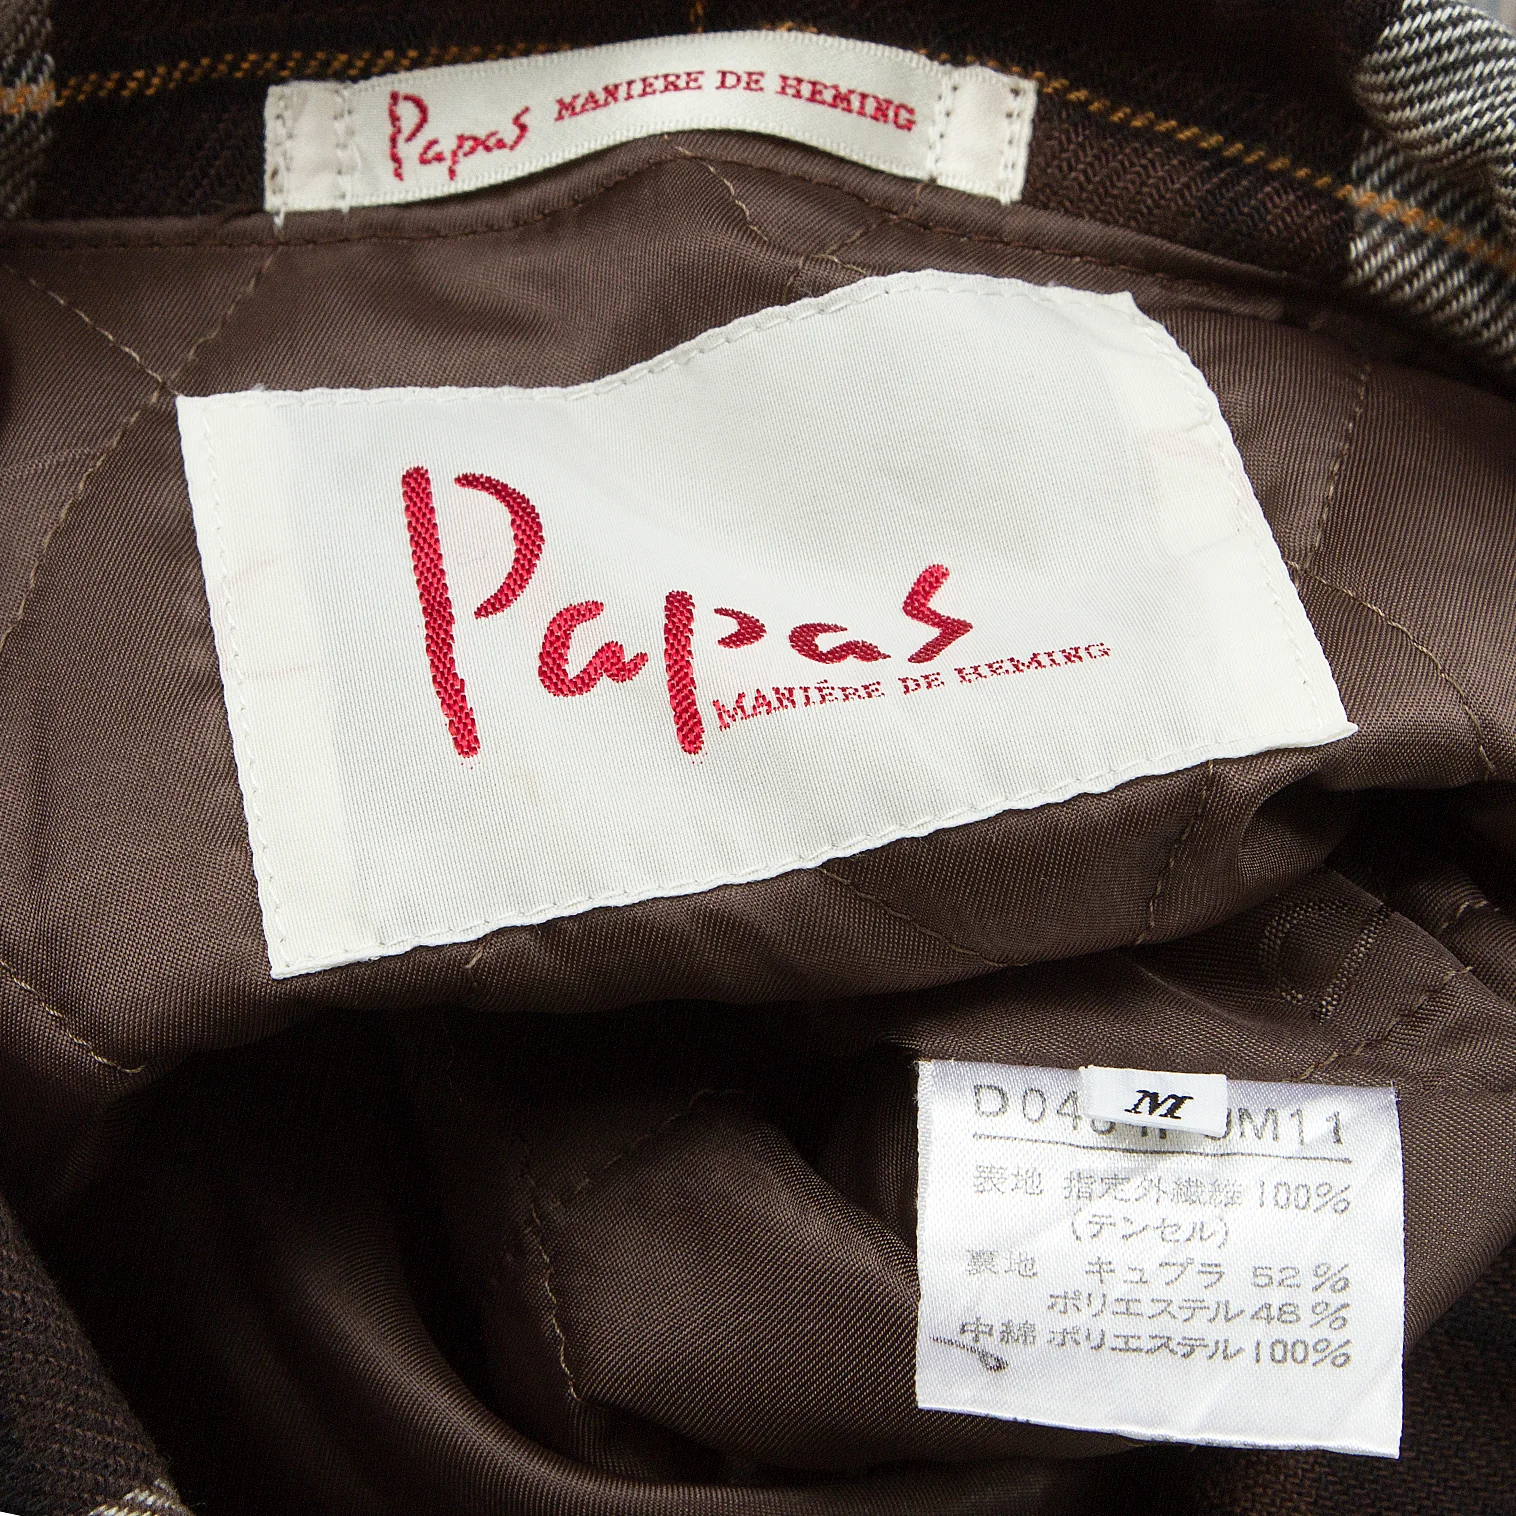 Papas MANIERE DE HEMING
Papas
MANIÉRE DE HEMING
M
表地 指定外繊維 100%
(テンセル)
裏地 キュプラ 52%
ポリエステル 48%
中綿 ポリエステル 100%